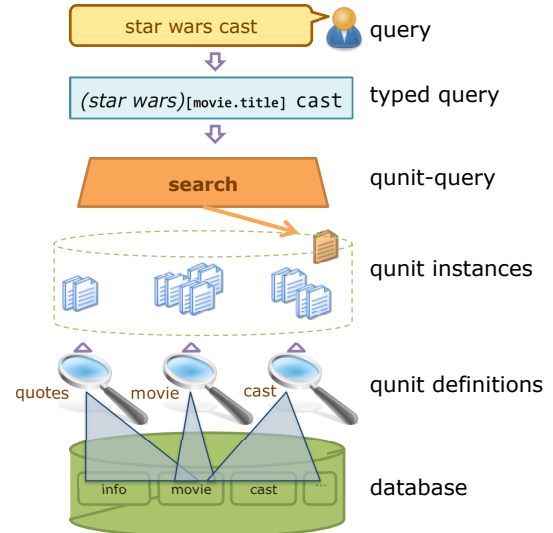 star wars cast
query
(star wars)[movie.title] cast
typed query
search
qunit-query
qunit instances
quotes
movie
cast
qunit definitions
info
movie
cast
...
database